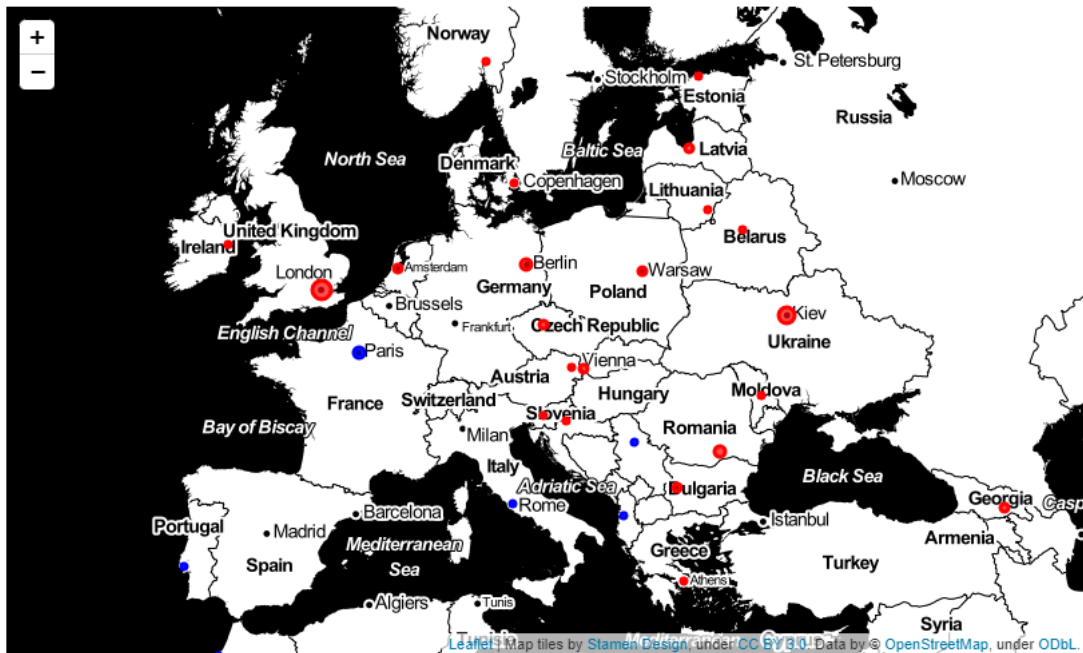 +
−
Norway
Stockholm
St. Petersburg
Estonia
Russia
North Sea
Baltic Sea
Latvia
Denmark
Copenhagen
Lithuania
Moscow
United Kingdom
Ireland
Belarus
London
Amsterdam
Berlin
Warsaw
Germany
Poland
Brussels
Kiev
English Channel
Frankfurt
Czech Republic
Ukraine
Paris
Vienna
Austria
Switzerland
Hungary
Moldova
France
Slovenia
Bay of Biscay
Milan
Romania
Italy
Black Sea
Adriatic Sea
Bulgaria
Georgia
Casp
Rome
Barcelona
Portugal
Madrid
Istanbul
Armenia
Mediterranean
Sea
Greece
Spain
Turkey
Athens
Algiers
Tunis
Syria
Tunisia
Mediterranean
Cyprus
Leaflet | Map tiles by Stamen Design, under CC BY 3.0. Data by © OpenStreetMap, under ODbL.